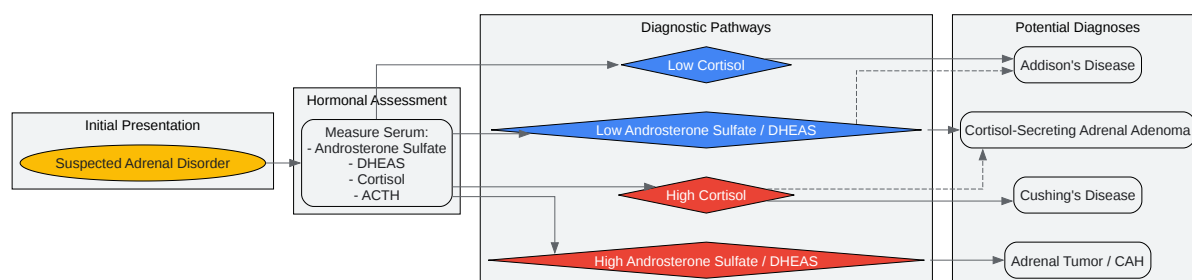 Initial Presentation
Suspected Adrenal Disorder
Hormonal Assessment
Measure Serum:
- Androsterone Sulfate
- DHEAS
- Cortisol
- ACTH
Diagnostic Pathways
Low Cortisol
Low Androsterone Sulfate / DHEAS
High Cortisol
High Androsterone Sulfate / DHEAS
Potential Diagnoses
Addison's Disease
Cortisol-Secreting Adrenal Adenoma
Cushing's Disease
Adrenal Tumor / CAH